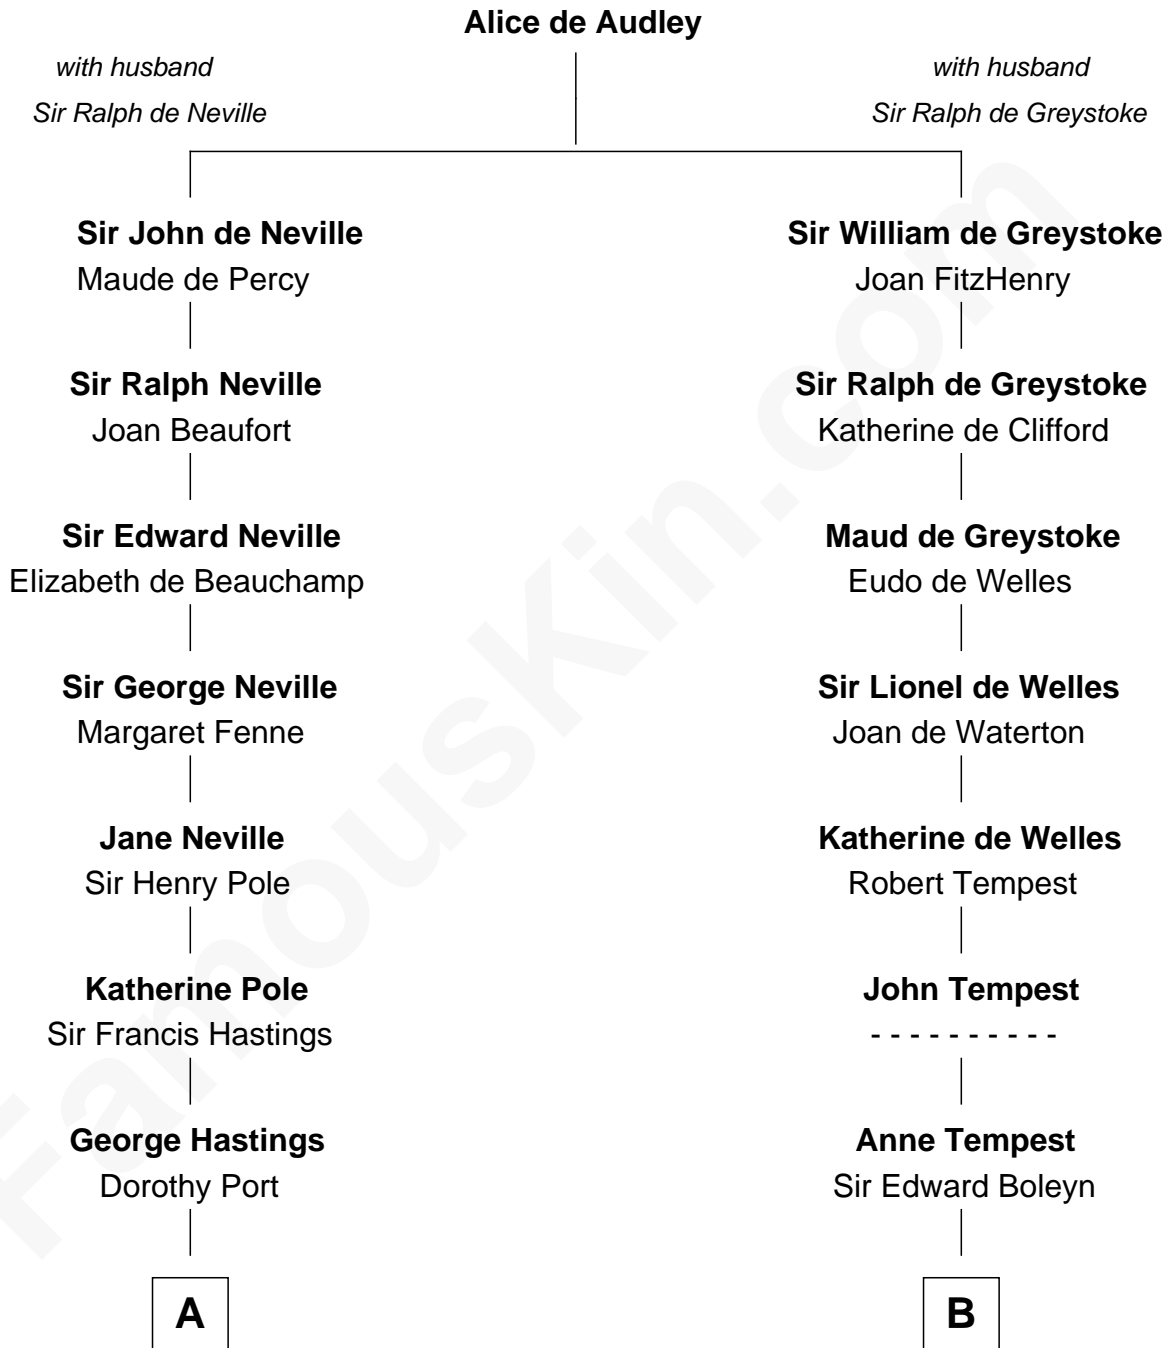 Alice de Audley
with husband
Sir Ralph de Neville
with husband
Sir Ralph de Greystoke
Sir John de Neville
Maude de Percy
Sir William de Greystoke
Joan FitzHenry
Sir Ralph Neville
Joan Beaufort
Sir Ralph de Greystoke
Katherine de Clifford
Sir Edward Neville
Elizabeth de Beauchamp
Maud de Greystoke
Eudo de Welles
Sir George Neville
Margaret Fenne
Sir Lionel de Welles
Joan de Waterton
Jane Neville
Sir Henry Pole
Katherine de Welles
Robert Tempest
Katherine Pole
Sir Francis Hastings
John Tempest
- - - - - - - - - -
George Hastings
Dorothy Port
Anne Tempest
Sir Edward Boleyn
A
B
FamousKin.com